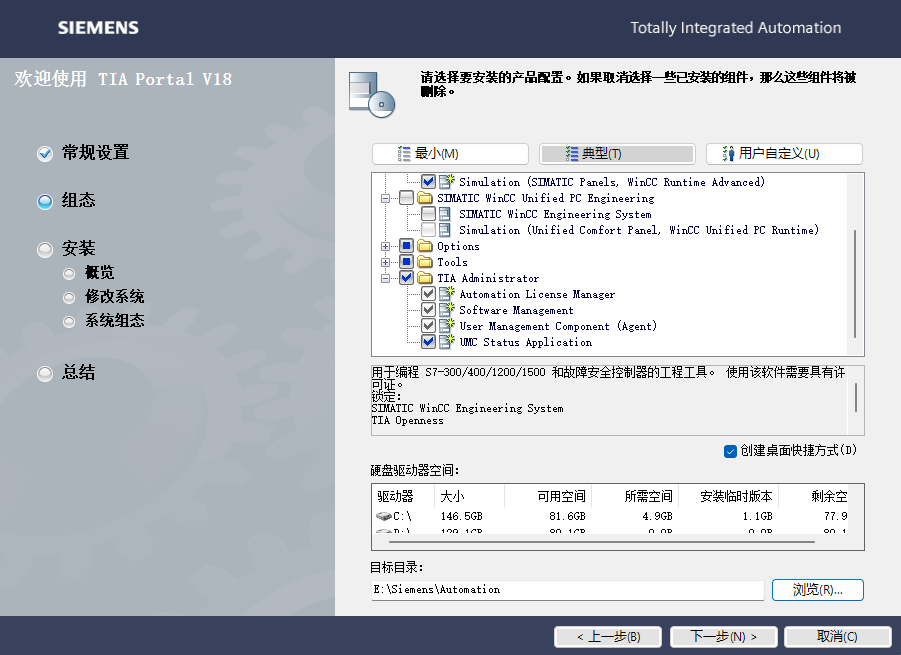 SIEMENS
Totally Integrated Automation
欢迎使用 TIA Portal V18
常规设置
组态
安装
概览
修改系统
系统组态
总结
请选择要安装的产品配置。如果取消选择一些已安装的组件，那么这些组件将被
删除。
最小(M)
典型(T)
用户自定义(U)
Simulation (SIMATIC Panels, WinCC Runtime Advanced)
SIMATIC WinCC Unified PC Engineering
SIMATIC WinCC Engineering System
Simulation (Unified Comfort Panel, WinCC Unified PC Runtime)
Options
Tools
TIA Administrator
Automation License Manager
Software Management
User Management Component (Agent)
UMC Status Application
用于编程 S7-300/400/1200/1500 和故障安全控制器的工程工具。 使用该软件需要具有许
可证。
锁定:
SIMATIC WinCC Engineering System
TIA Openness
创建桌面快捷方式(D)
硬盘驱动器空间:
驱动器 大小 可用空间 所需空间 安装临时版本 剩余空
C:\ 146.5GB 81.6GB 4.9GB 1.1GB 77.9
目标目录:
E:\Siemens\Automation
浏览(R)...
< 上一步(B)
下一步(N) >
取消(C)